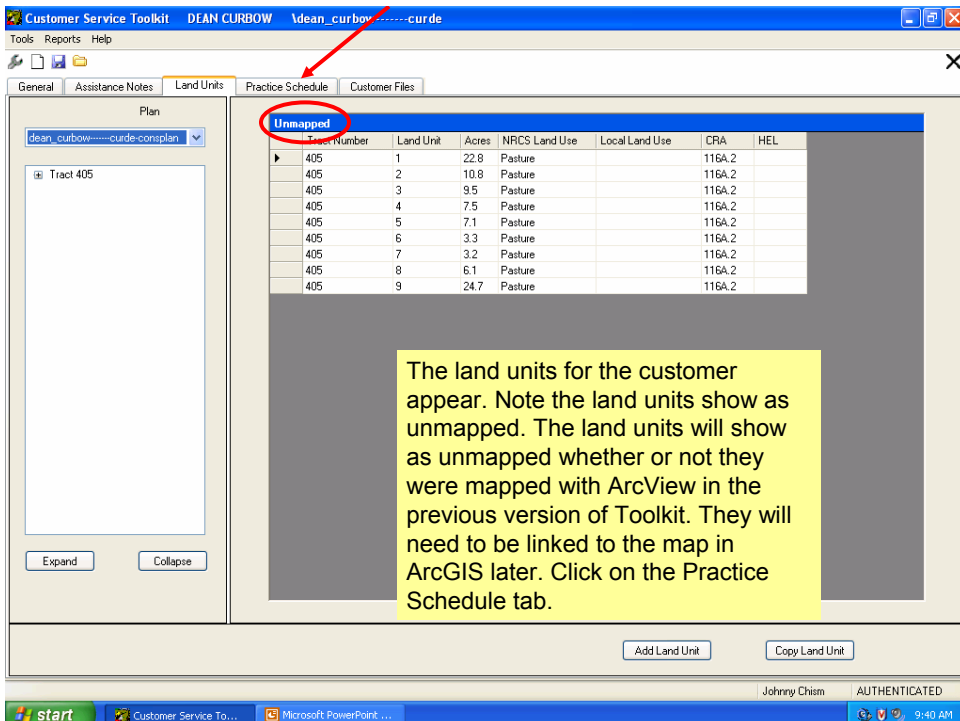 Customer Service Toolkit DEAN CURBOW \dean_curbow-------curde
Tools Reports Help
General Assistance Notes Land Units Practice Schedule Customer Files
Plan
dean_curbow-------curde-consplan
Tract 405
Expand Collapse
Unmapped
Tract Number Land Unit Acres NRCS Land Use Local Land Use CRA HEL
405 1 22.8 Pasture 116A.2
405 2 10.8 Pasture 116A.2
405 3 9.5 Pasture 116A.2
405 4 7.5 Pasture 116A.2
405 5 7.1 Pasture 116A.2
405 6 3.3 Pasture 116A.2
405 7 3.2 Pasture 116A.2
405 8 6.1 Pasture 116A.2
405 9 24.7 Pasture 116A.2
The land units for the customer
appear. Note the land units show as
unmapped. The land units will show
as unmapped whether or not they
were mapped with ArcView in the
previous version of Toolkit. They will
need to be linked to the map in
ArcGIS later. Click on the Practice
Schedule tab.
Add Land Unit Copy Land Unit
Johnny Chism AUTHENTICATED
start Customer Service To... Microsoft PowerPoint ... 9:40 AM